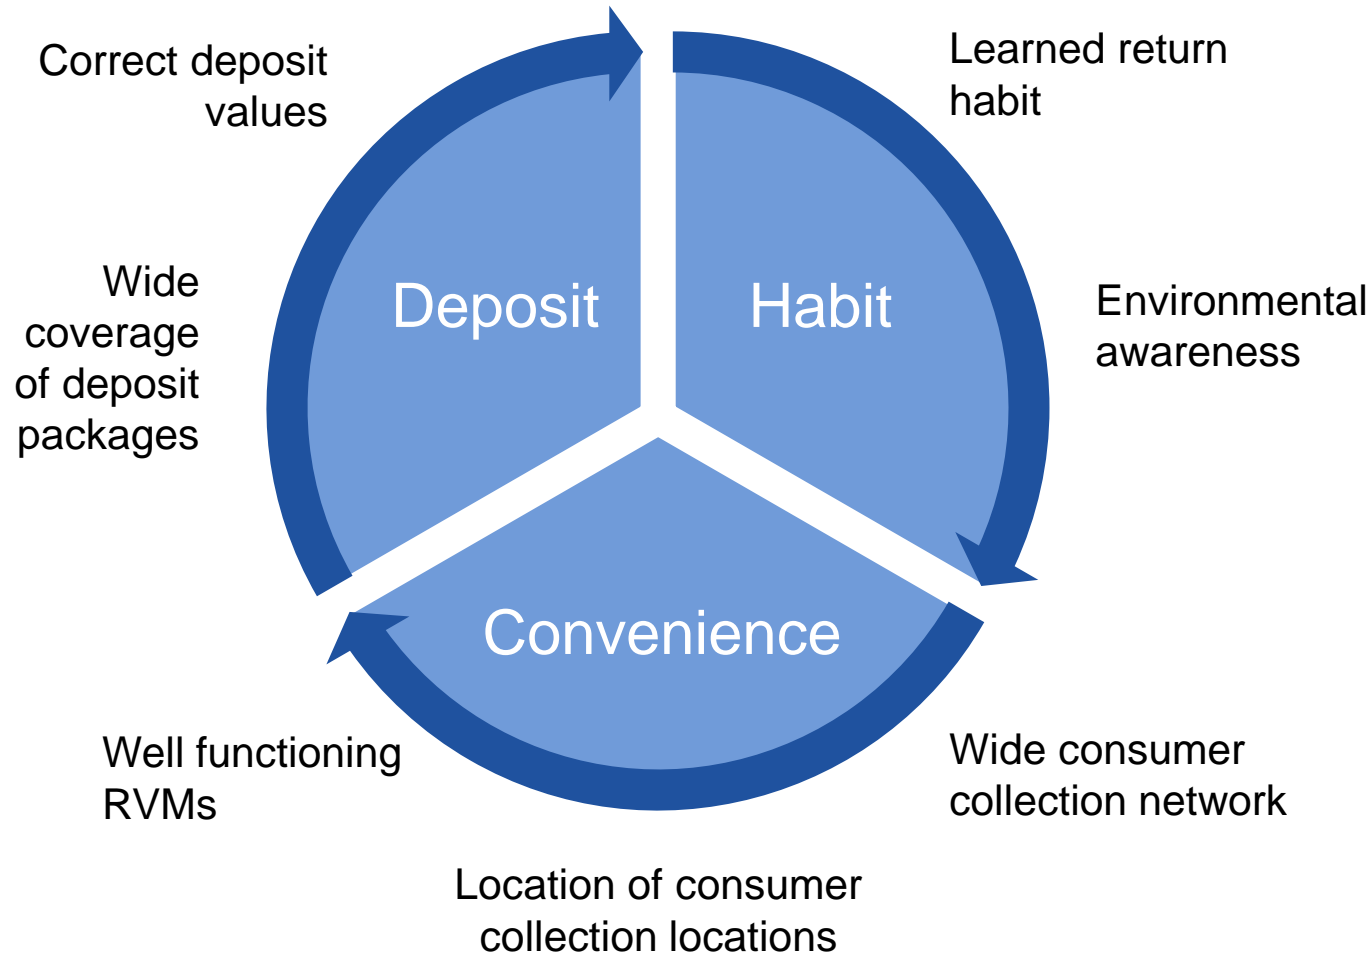 Correct deposit
values
Learned return
habit
Wide
coverage
of deposit
packages
Deposit
Habit
Environmental
awareness
Convenience
Well functioning
RVMs
Wide consumer
collection network
Location of consumer
collection locations